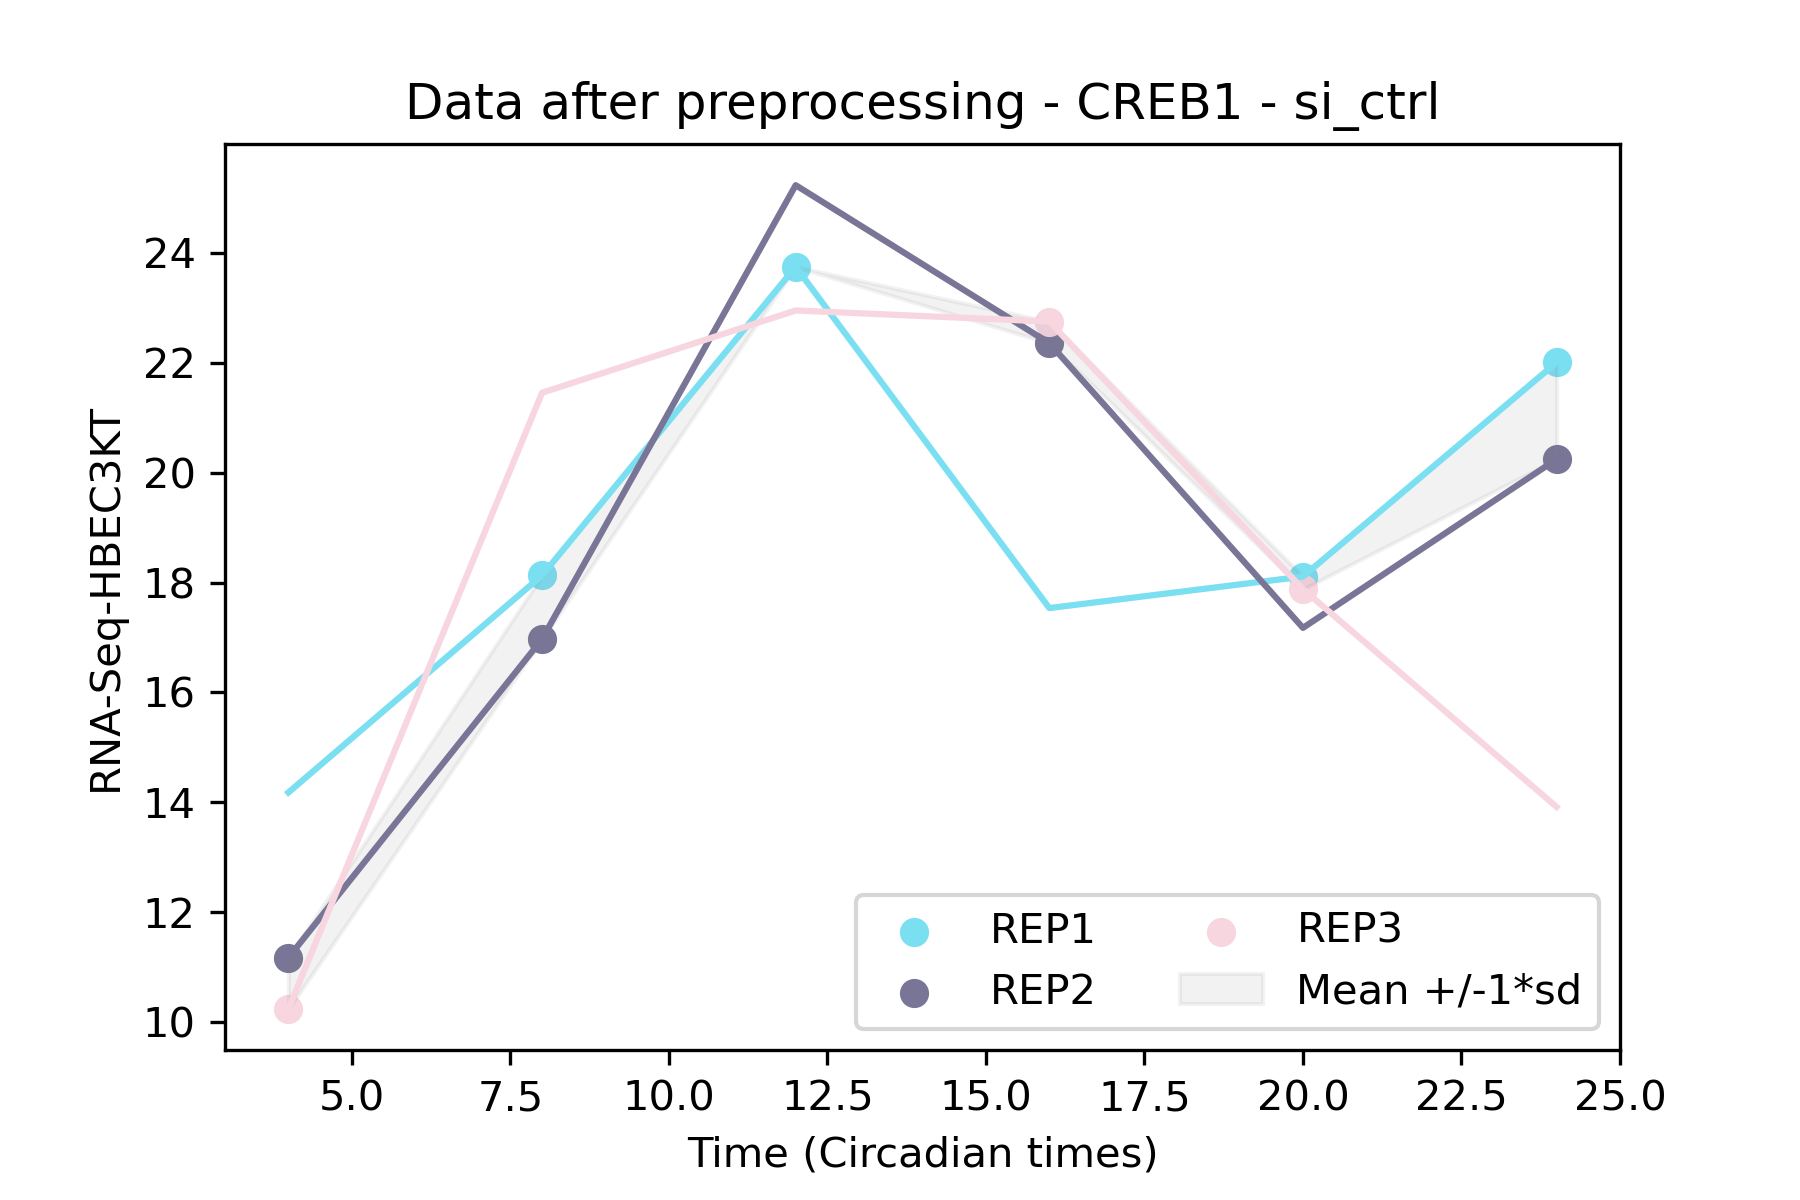 Data after preprocessing - CREB1 - si_ctrl
RNA-Seq-HBEC3KT
24
22
20
18
16
14
12
10
REP1
REP2
REP3
Mean +/-1*sd
5.0 7.5 10.0 12.5 15.0 17.5 20.0 22.5 25.0
Time (Circadian times)